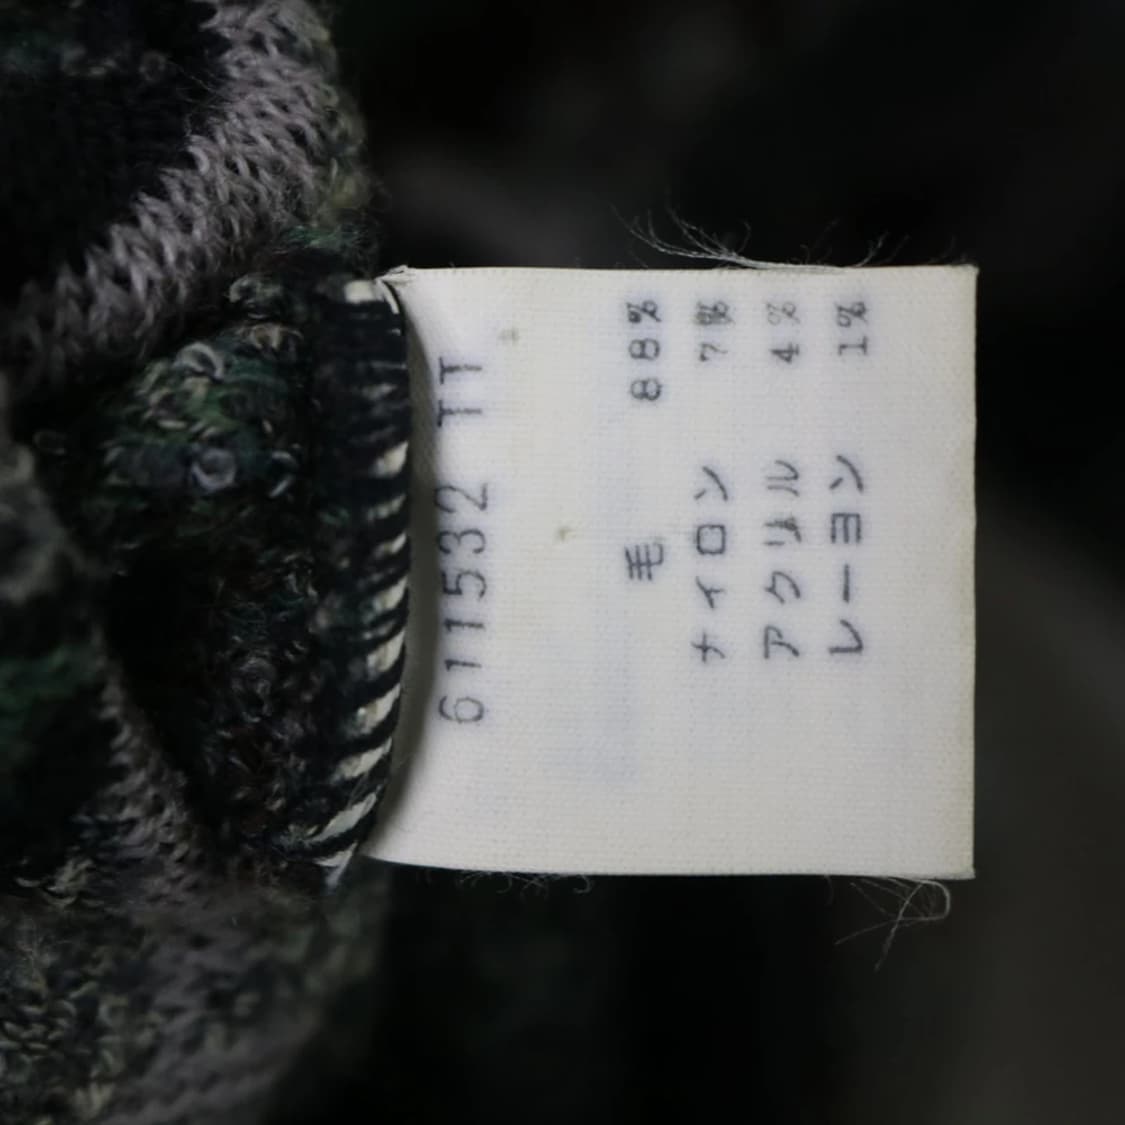 611532 TT
毛 88%
ナイロン 7%
アクリル 4%
レーヨン 1%